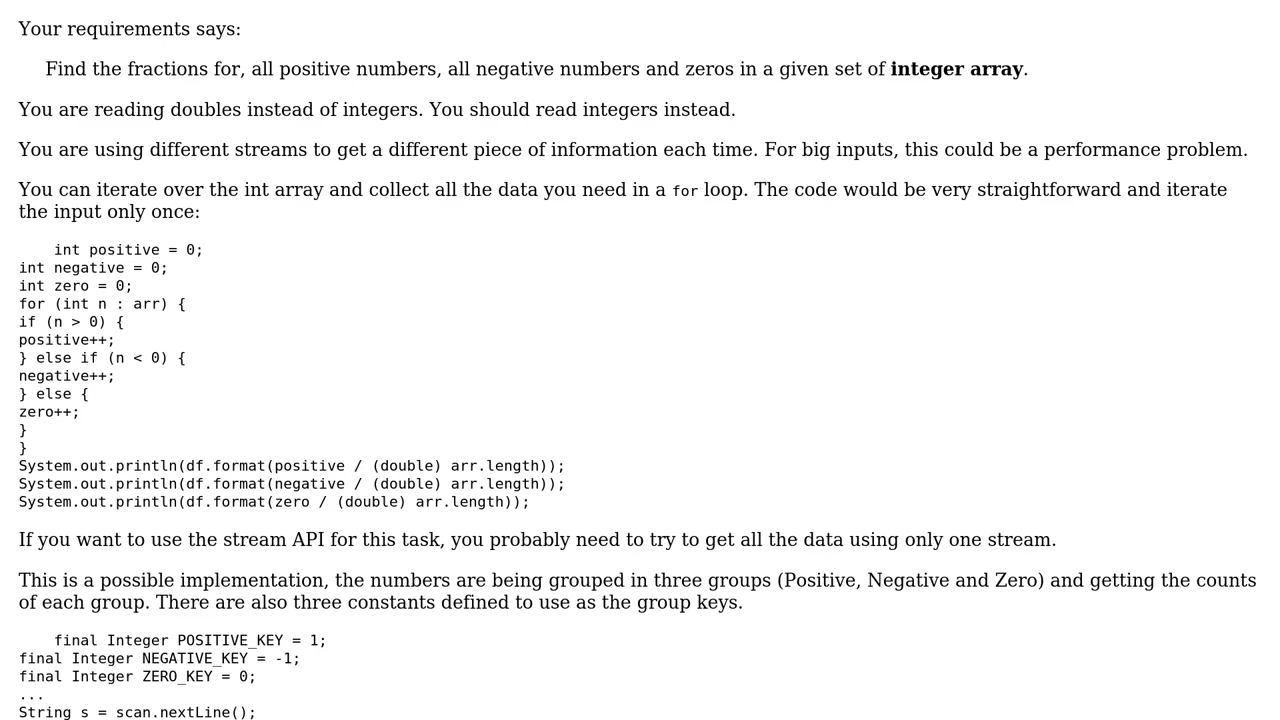 Your requirements says:
Find the fractions for, all positive numbers, all negative numbers and zeros in a given set of integer array.
You are reading doubles instead of integers. You should read integers instead.
You are using different streams to get a different piece of information each time. For big inputs, this could be a performance problem.
You can iterate over the int array and collect all the data you need in a for loop. The code would be very straightforward and iterate
the input only once:
    int positive = 0;
int negative = 0;
int zero = 0;
for (int n : arr) {
if (n > 0) {
positive++;
} else if (n < 0) {
negative++;
} else {
zero++;
}
}
System.out.println(df.format(positive / (double) arr.length));
System.out.println(df.format(negative / (double) arr.length));
System.out.println(df.format(zero / (double) arr.length));
If you want to use the stream API for this task, you probably need to try to get all the data using only one stream.
This is a possible implementation, the numbers are being grouped in three groups (Positive, Negative and Zero) and getting the counts
of each group. There are also three constants defined to use as the group keys.
    final Integer POSITIVE_KEY = 1;
final Integer NEGATIVE_KEY = -1;
final Integer ZERO_KEY = 0;
...
String s = scan.nextLine();